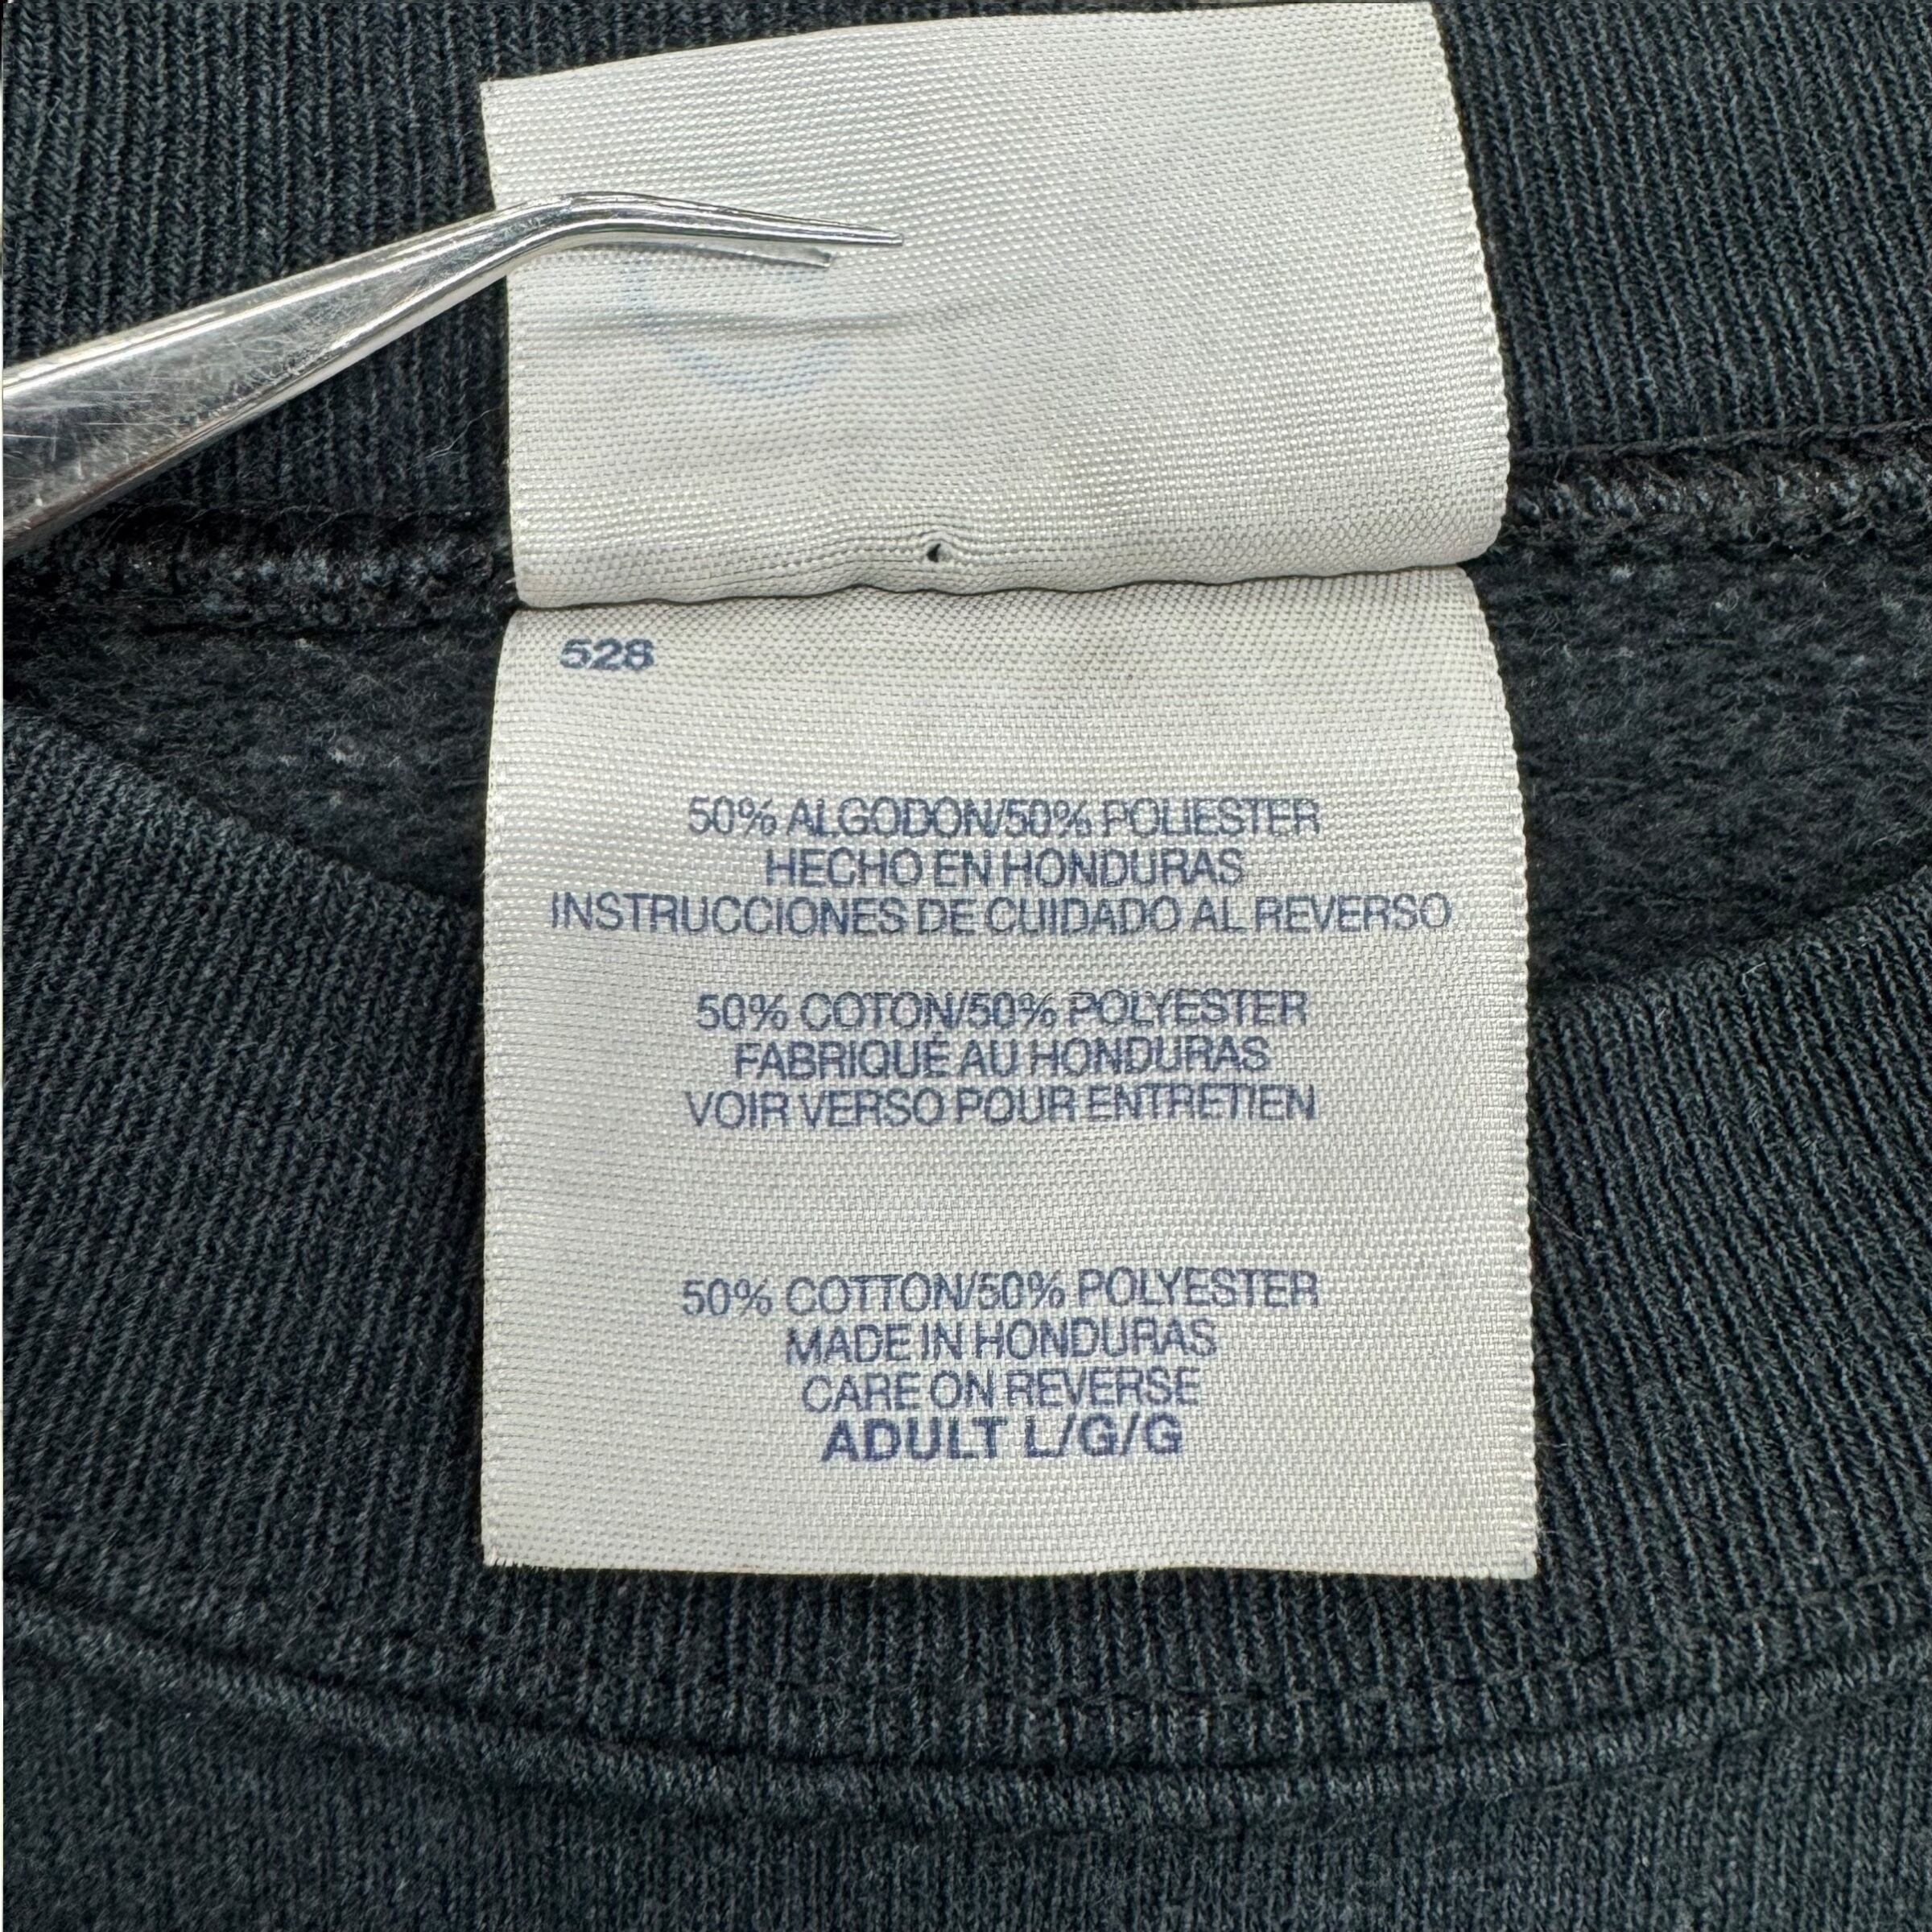 528
50% ALGODON/50% POLIESTER
HECHO EN HONDURAS
INSTRUCCIONES DE CUIDADO AL REVERSO
50% COTON/50% POLYESTER
FABRIQUÉ AU HONDURAS
VOIR VERSO POUR ENTRETIEN
50% COTTON/50% POLYESTER
MADE IN HONDURAS
CARE ON REVERSE
ADULT L/G/G